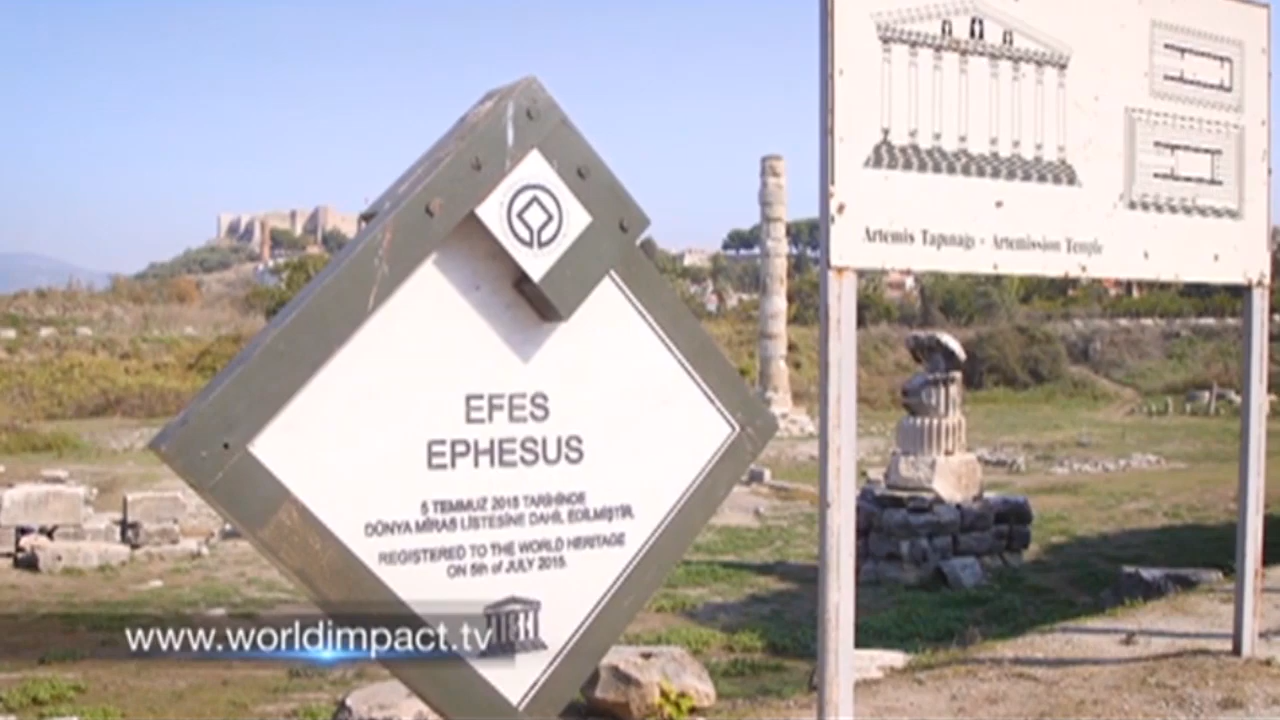 EFES
EPHESUS
5 TEMMUZ 2015 TARİHİNDE
DÜNYA MİRAS LİSTESİNE DAHİL EDİLMİŞTİR.
REGISTERED TO THE WORLD HERITAGE
ON 5th of JULY 2015.
Artemis Tapınağı - Artemission Temple
www.worldimpact.tv